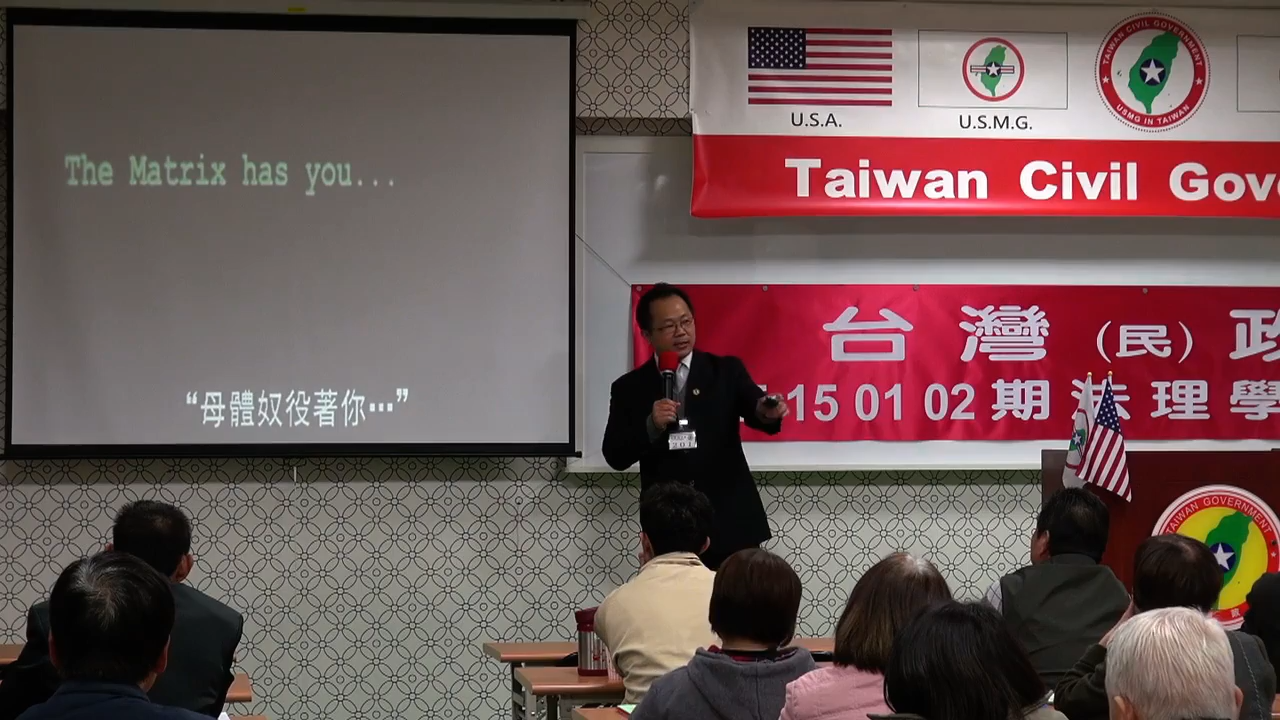 The Matrix has you...
“母體奴役著你…”
U.S.A.
U.S.M.G.
TAIWAN CIVIL GOVERNMENT
USMG IN TAIWAN
Taiwan Civil Gov
台灣（民）政
15 01 02 期法理學
201
TAIWAN GOVERNMENT